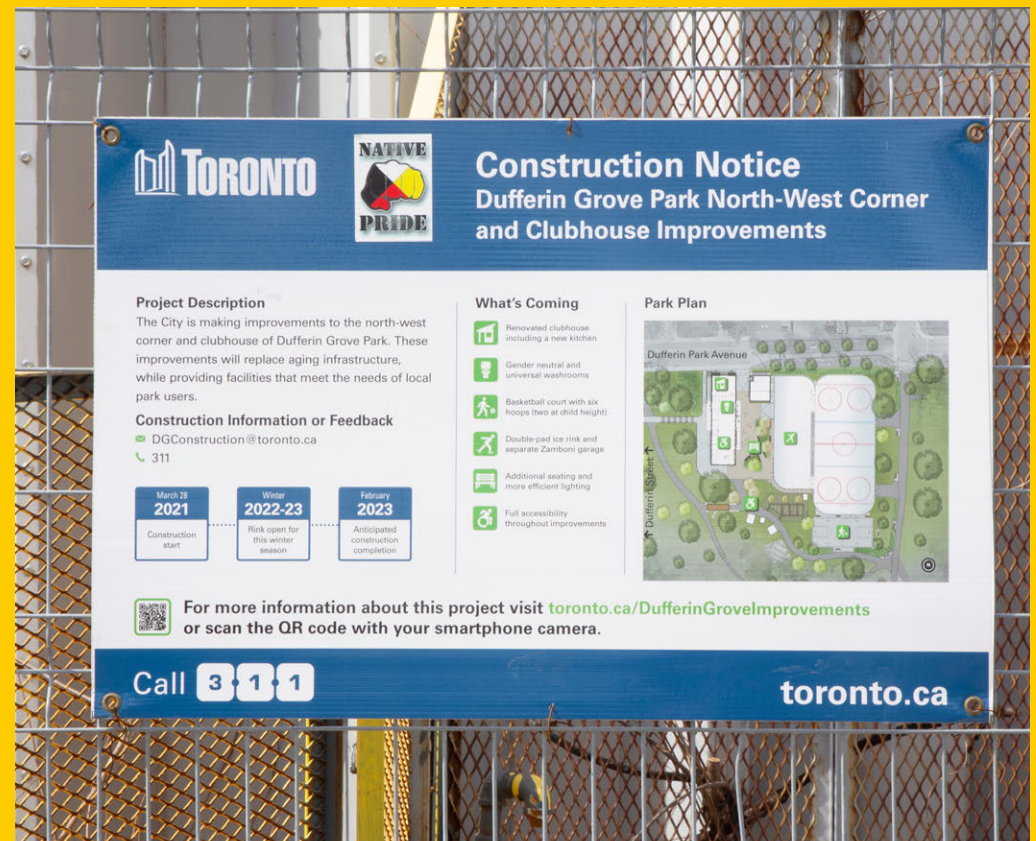 TORONTO
NATIVE
PRIDE
Construction Notice
Dufferin Grove Park North-West Corner
and Clubhouse Improvements
Project Description
The City is making improvements to the north-west
corner and clubhouse of Dufferin Grove Park. These
improvements will replace aging infrastructure,
while providing facilities that meet the needs of local
park users.
Construction Information or Feedback
DGConstruction@toronto.ca
311
March 28
2021
Construction
start
Winter
2022-23
Rink open for
this winter
season
February
2023
Anticipated
construction
completion
What's Coming
Renovated clubhouse
including a new kitchen
Gender neutral and
universal washrooms
Basketball court with six
hoops (two at child height)
Double-pad ice rink and
separate Zamboni garage
Additional seating and
more efficient lighting
Full accessibility
throughout improvements
Park Plan
Dufferin Park Avenue
Dufferin Street
For more information about this project visit toronto.ca/DufferinGroveImprovements
or scan the QR code with your smartphone camera.
Call 3 1 1
toronto.ca